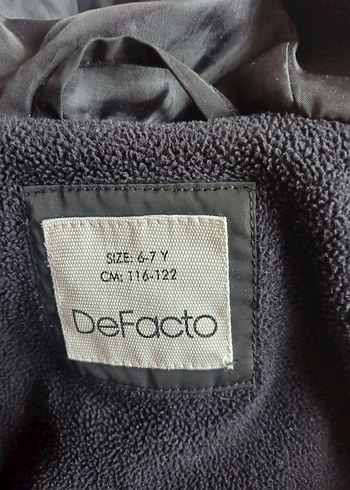 SIZE: 6-7 Y
CM: 116-122
DeFacto